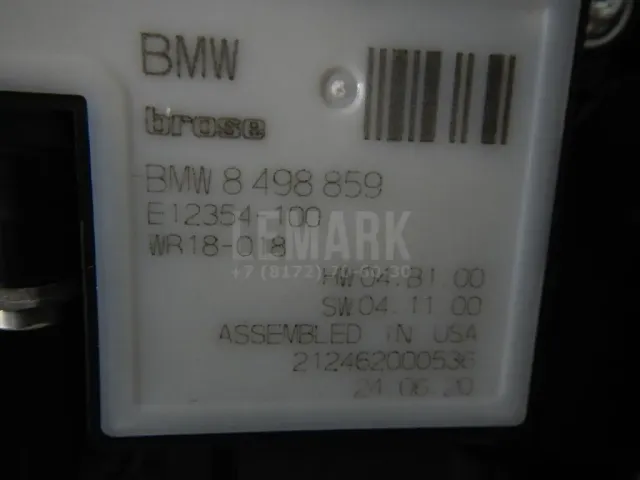 BMW
brose
BMW 8 498 859
E12354-100
WR18-018
LEMARK
HW 04.B1.00
SW 04.11.00
ASSEMBLED IN USA
212462000536
24.06.20